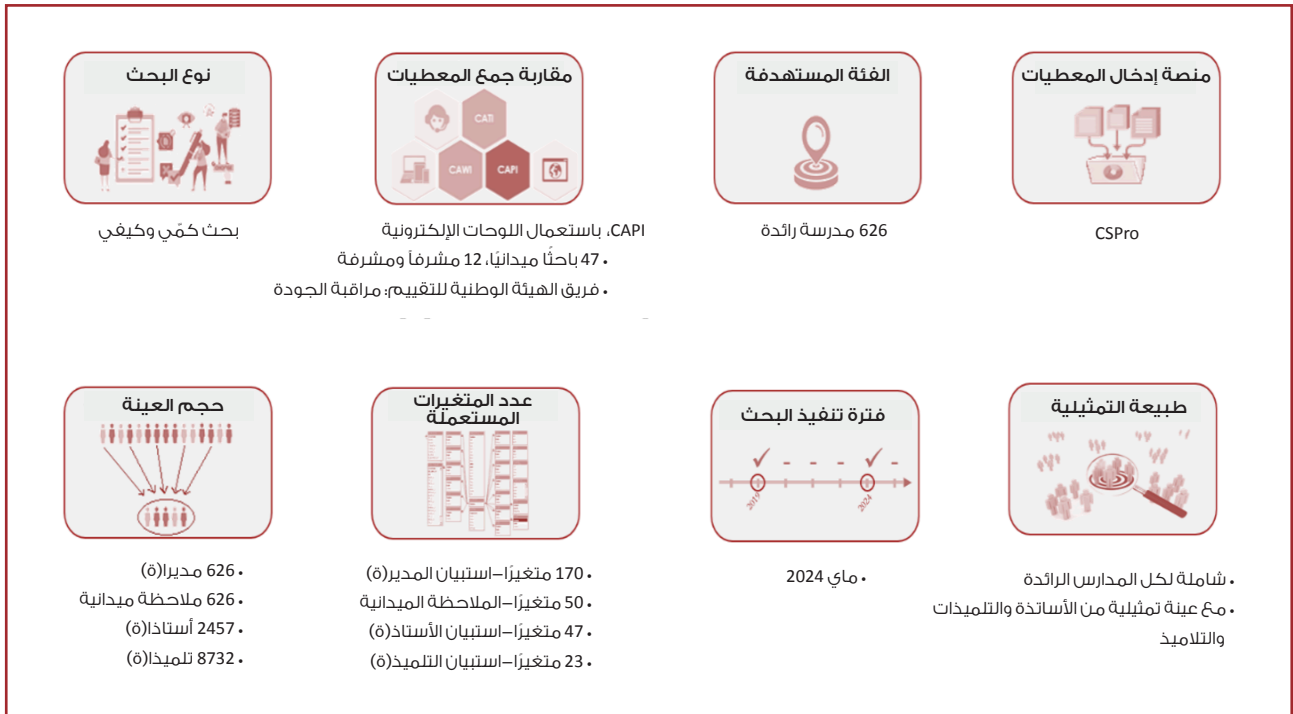 منصة إدخال المعطيات
CSPro
الفئة المستهدفة
626 مدرسة رائدة
مقاربة جمع المعطيات
CATI
CAWI
CAPI
CAPI، باستعمال اللوحات الإلكترونية
• 47 باحثًا ميدانيًا، 12 مشرفاً ومشرفة
• فريق الهيئة الوطنية للتقييم: مراقبة الجودة
نوع البحث
بحث كمّي وكيفي
طبيعة التمثيلية
• شاملة لكل المدارس الرائدة
• مع عينة تمثيلية من الأساتذة والتلميذات
والتلاميذ
فترة تنفيذ البحث
2019
2024
• ماي 2024
عدد المتغيرات
المستعملة
• 170 متغيرًا–استبيان المدير(ة)
• 50 متغيرًا–الملاحظة الميدانية
• 47 متغيرًا–استبيان الأستاذ(ة)
• 23 متغيرًا–استبيان التلميذ(ة)
حجم العينة
• 626 مديرا(ة)
• 626 ملاحظة ميدانية
• 2457 أستاذا(ة)
• 8732 تلميذا(ة)